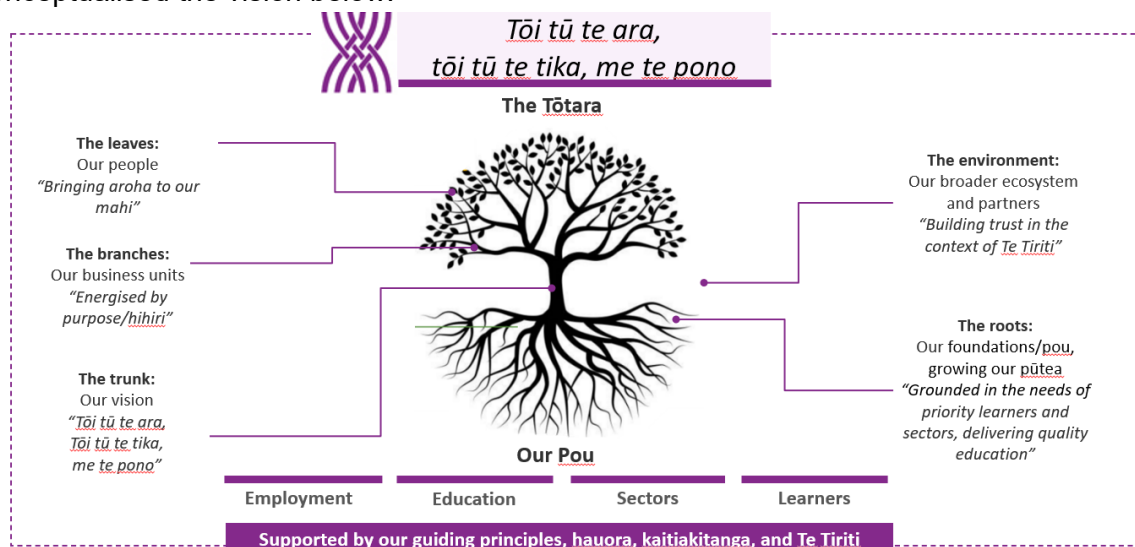 Tōi tū te ara,
tōi tū te tika, me te pono
The Tōtara
The leaves:
Our people
“Bringing aroha to our
mahi”
The branches:
Our business units
“Energised by
purpose/hihiri”
The trunk:
Our vision
“Tōi tū te ara,
Tōi tū te tika,
me te pono”
The environment:
Our broader ecosystem
and partners
“Building trust in the
context of Te Tiriti”
The roots:
Our foundations/pou,
growing our pūtea
“Grounded in the needs of
priority learners and
sectors, delivering quality
education”
Our Pou
Employment
Education
Sectors
Learners
Supported by our guiding principles, hauora, kaitiakitanga, and Te Tiriti